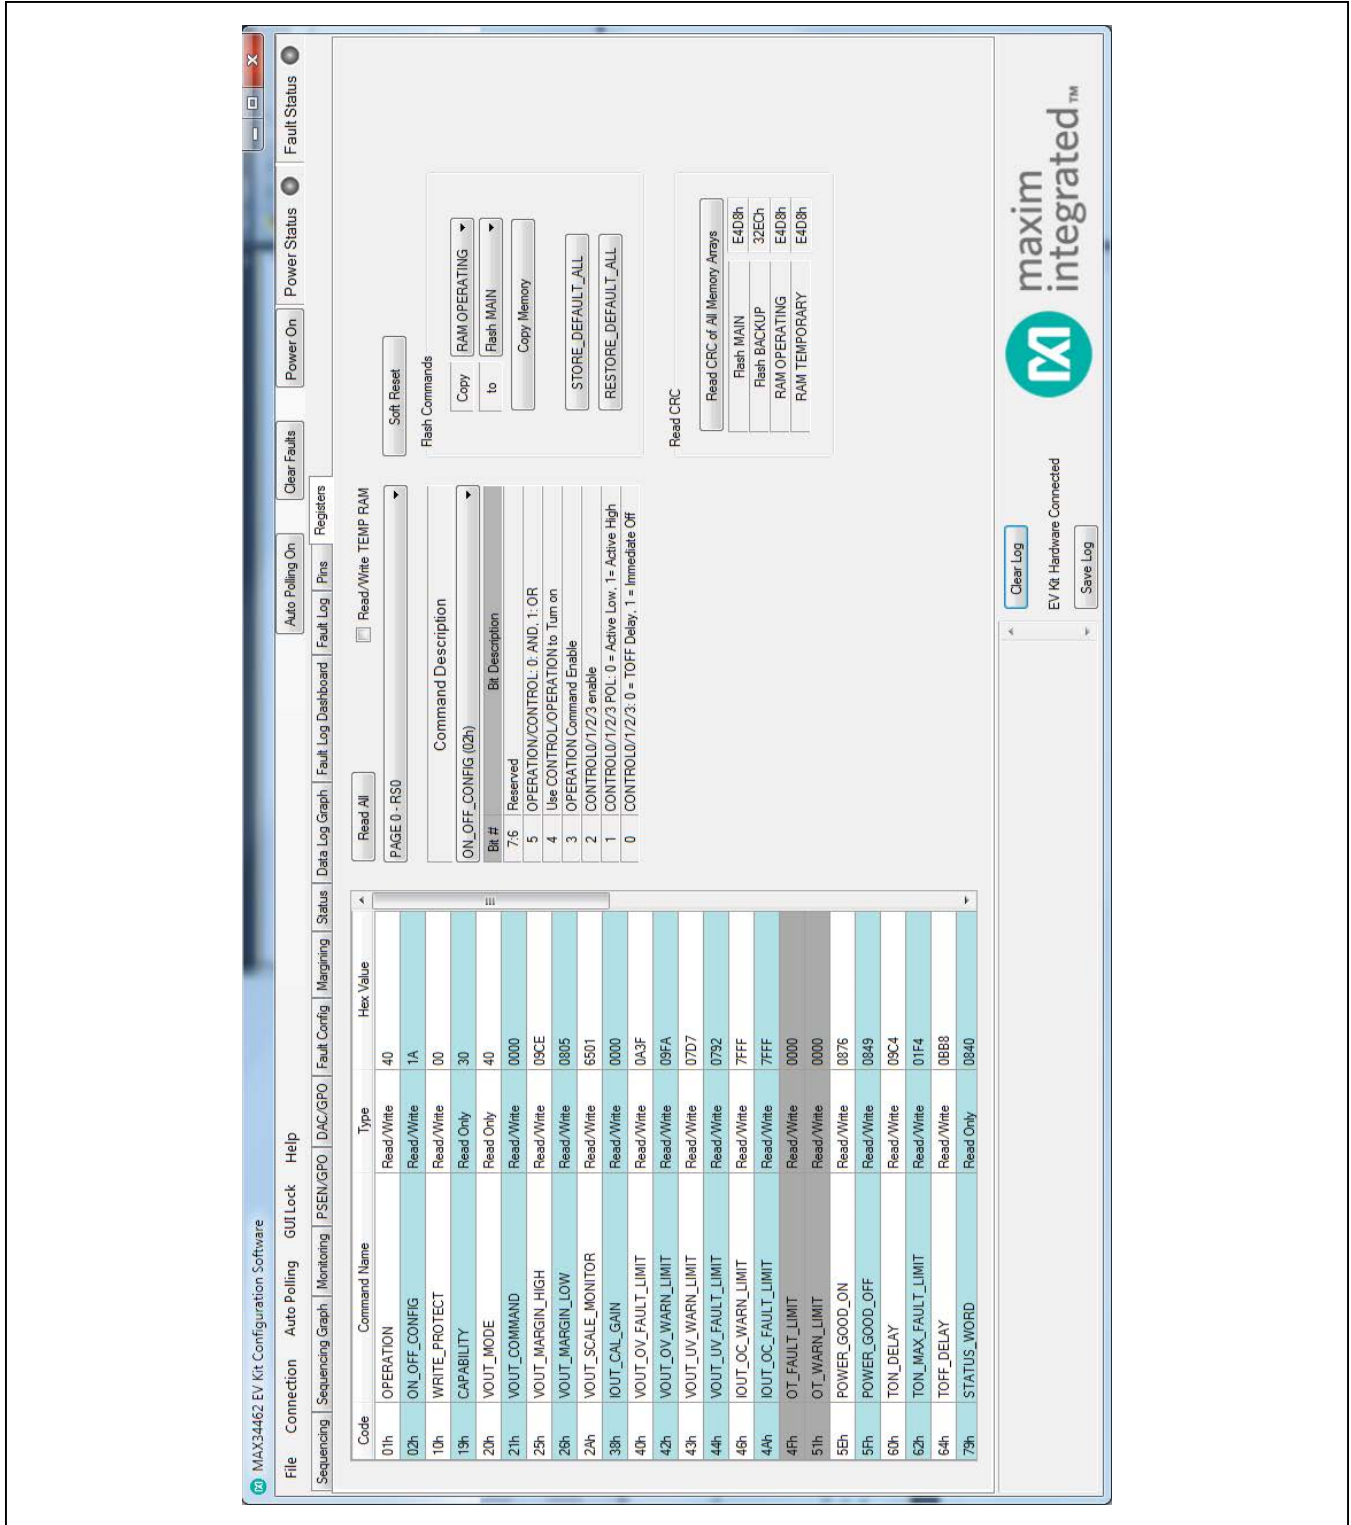 MAX34462 EV Kit Configuration Software
File Connection Auto Polling GUI Lock Help
Auto Polling On Clear Faults Power On Power Status Fault Status
Sequencing Sequencing Graph Monitoring PSEN/GPO DAC/GPO Fault Config Margining Status Data Log Graph Fault Log Dashboard Fault Log Pins Registers
Code Command Name Type Hex Value
01h OPERATION Read/Write 40
02h ON_OFF_CONFIG Read/Write 1A
10h WRITE_PROTECT Read/Write 00
19h CAPABILITY Read Only 30
20h VOUT_MODE Read Only 40
21h VOUT_COMMAND Read/Write 0000
25h VOUT_MARGIN_HIGH Read/Write 09CE
26h VOUT_MARGIN_LOW Read/Write 0805
2Ah VOUT_SCALE_MONITOR Read/Write 6501
38h IOUT_CAL_GAIN Read/Write 0000
40h VOUT_OV_FAULT_LIMIT Read/Write 0A3F
42h VOUT_OV_WARN_LIMIT Read/Write 09FA
43h VOUT_UV_WARN_LIMIT Read/Write 07D7
44h VOUT_UV_FAULT_LIMIT Read/Write 0792
46h IOUT_OC_WARN_LIMIT Read/Write 7FFF
4Ah IOUT_OC_FAULT_LIMIT Read/Write 7FFF
4Fh OT_FAULT_LIMIT Read/Write 0000
51h OT_WARN_LIMIT Read/Write 0000
5Eh POWER_GOOD_ON Read/Write 0876
5Fh POWER_GOOD_OFF Read/Write 0849
60h TON_DELAY Read/Write 09C4
62h TON_MAX_FAULT_LIMIT Read/Write 01F4
64h TOFF_DELAY Read/Write 0BB8
79h STATUS_WORD Read Only 0840
Read All
Read/Write TEMP RAM
PAGE 0 - RS0
Command Description
ON_OFF_CONFIG (02h)
Bit # Bit Description
7:6 Reserved
5 OPERATION/CONTROL: 0: AND, 1: OR
4 Use CONTROL/OPERATION to Turn on
3 OPERATION Command Enable
2 CONTROL0/1/2/3 enable
1 CONTROL0/1/2/3 POL: 0 = Active Low, 1= Active High
0 CONTROL0/1/2/3: 0 = TOFF Delay, 1 = Immediate Off
Soft Reset
Flash Commands
Copy RAM OPERATING
to Flash MAIN
Copy Memory
STORE_DEFAULT_ALL
RESTORE_DEFAULT_ALL
Read CRC
Read CRC of All Memory Arrays
Flash MAIN E4D8h
Flash BACKUP 32ECh
RAM OPERATING E4D8h
RAM TEMPORARY E4D8h
Clear Log
EV Kit Hardware Connected
Save Log
maxim
integrated™